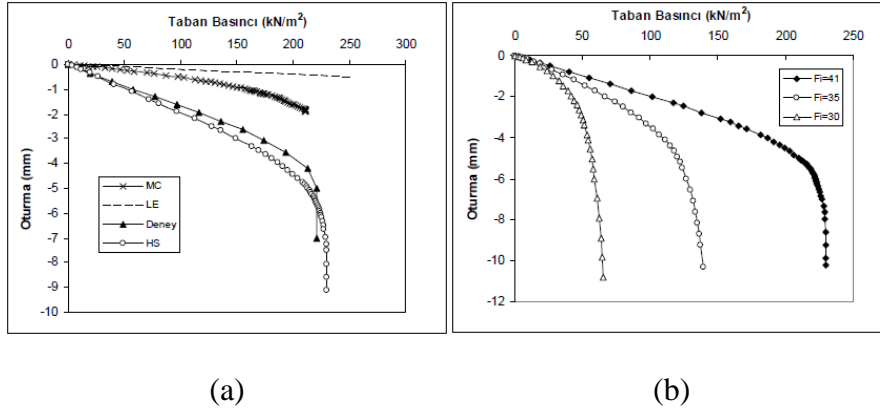 Taban Basıncı (kN/m²)
0 50 100 150 200 250 300
0
-1
-2
-3
-4
-5
-6
-7
-8
-9
-10
Oturma (mm)
MC
LE
Deney
HS
(a)
Taban Basıncı (kN/m²)
0 50 100 150 200 250
0
-2
-4
-6
-8
-10
-12
Oturma (mm)
Fi=41
Fi=35
Fi=30
(b)